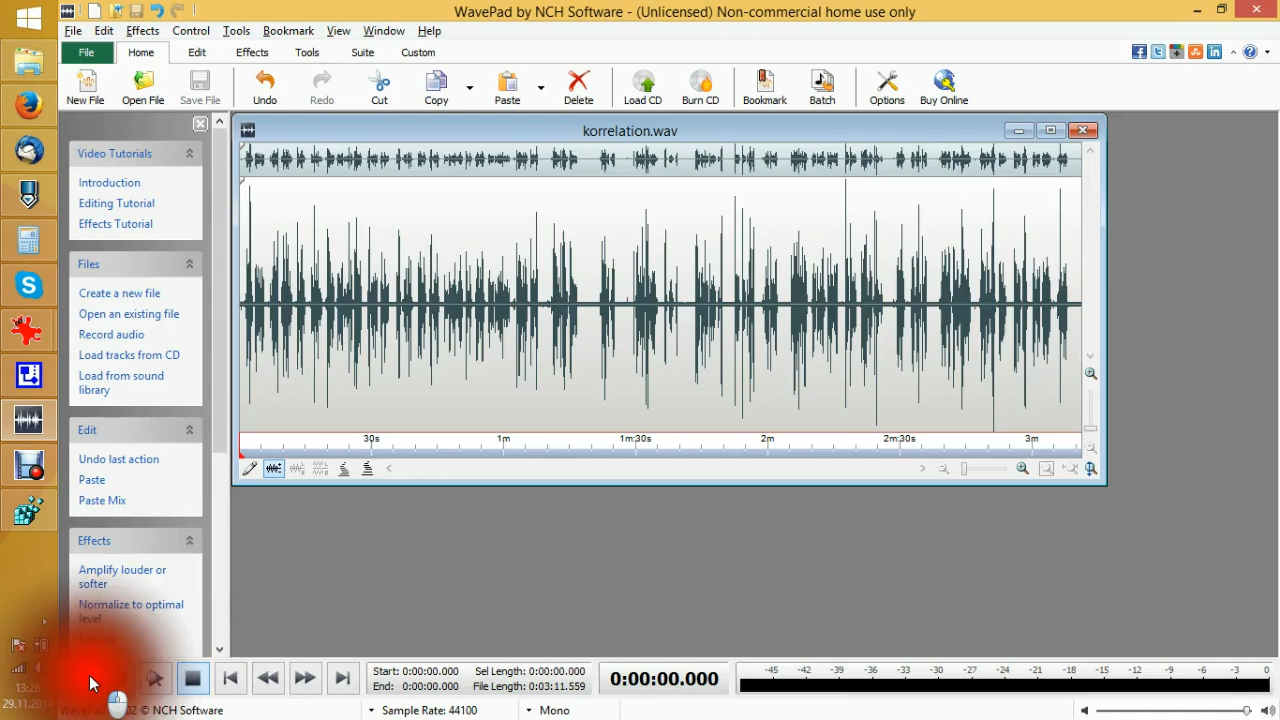 WavePad by NCH Software - (Unlicensed) Non-commercial home use only
File Edit Effects Control Tools Bookmark View Window Help
File Home Edit Effects Tools Suite Custom
New File Open File Save File Undo Redo Cut Copy Paste Delete Load CD Burn CD Bookmark Batch Options Buy Online
korrelation.wav
Video Tutorials
Introduction
Editing Tutorial
Effects Tutorial
Files
Create a new file
Open an existing file
Record audio
Load tracks from CD
Load from sound
library
30s 1m 1m:30s 2m 2m:30s 3m
Edit
Undo last action
Paste
Paste Mix
Effects
Amplify louder or
softer
Normalize to optimal
level
Start: 0:00:00.000 Sel Length: 0:00:00.000
End: 0:00:00.000 File Length: 0:03:11.559
0:00:00.000
-45 -42 -39 -36 -33 -30 -27 -24 -21 -18 -15 -12 -9 -6 -3 0
13:28
29.11.2014
© NCH Software
Sample Rate: 44100
Mono